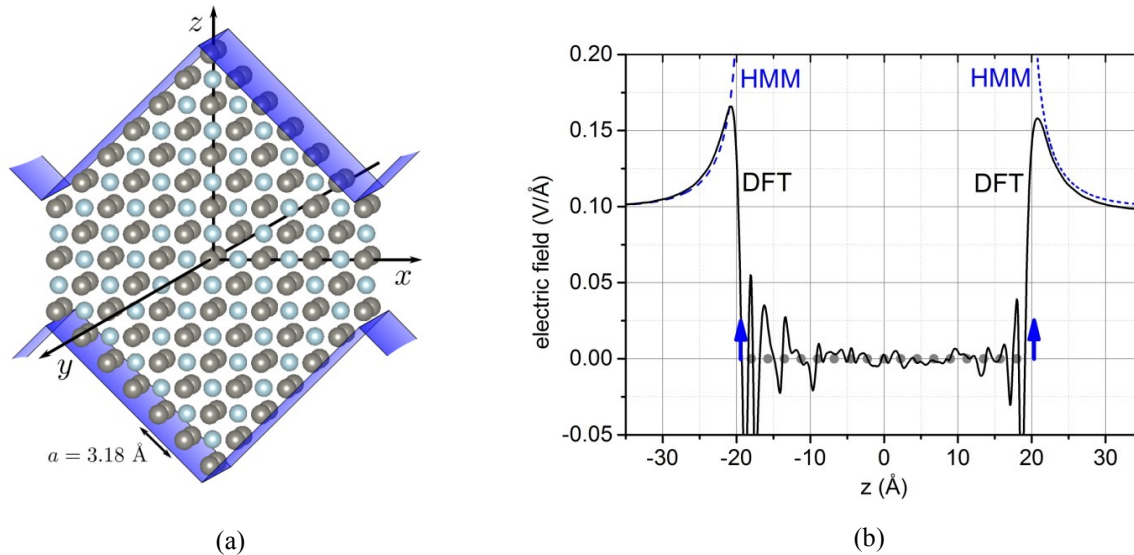 z
x
y
a = 3.18 Å
(a)
electric field (V/Å)
0.20
0.15
0.10
0.05
0.00
-0.05
HMM
HMM
DFT
DFT
-30 -20 -10 0 10 20 30
z (Å)
(b)